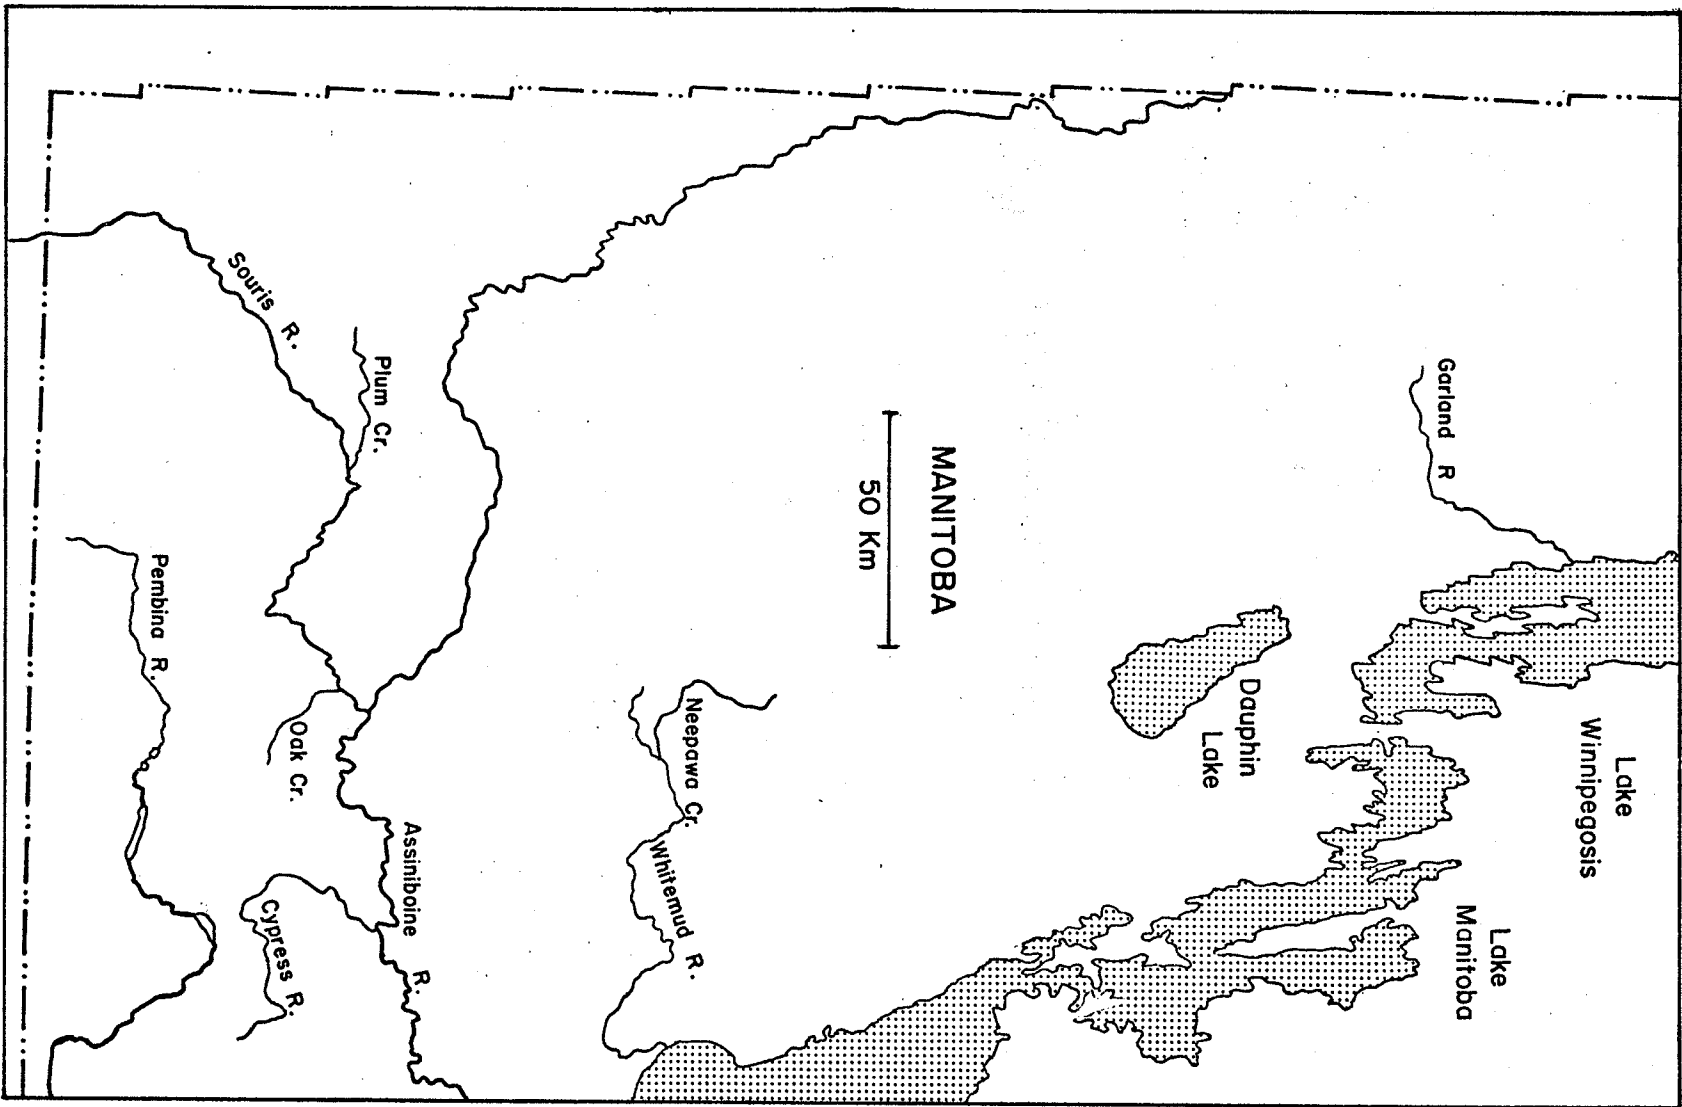 Lake
Winnipegosis
Lake
Manitoba
Garland R
Dauphin
Lake
MANITOBA
50 Km
Neepawa Cr.
Whitemud R.
Assiniboine R.
Plum Cr.
Souris R.
Oak Cr.
Cypress R.
Pembina R.